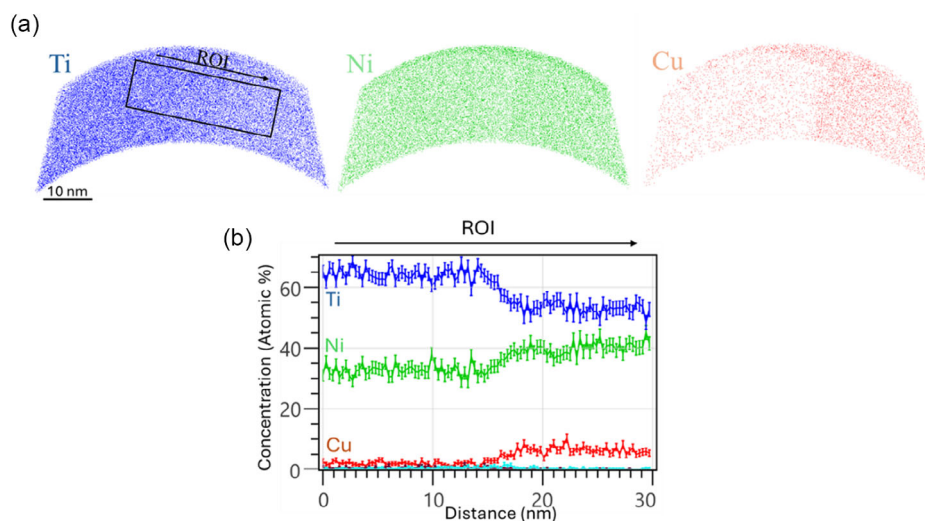 (a)
Ti
ROI
Ni
Cu
10 nm
(b)
ROI
Concentration (Atomic %)
60
40
20
0
Ti
Ni
Cu
0 10 20 30
Distance (nm)